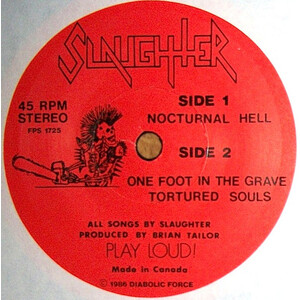 SLAUGHTER
45 RPM
STEREO
FPS 1725
SIDE 1
NOCTURNAL HELL
SIDE 2
ONE FOOT IN THE GRAVE
TORTURED SOULS
ALL SONGS BY SLAUGHTER
PRODUCED BY BRIAN TAILOR
PLAY LOUD!
Made in Canada
© 1986 DIABOLIC FORCE